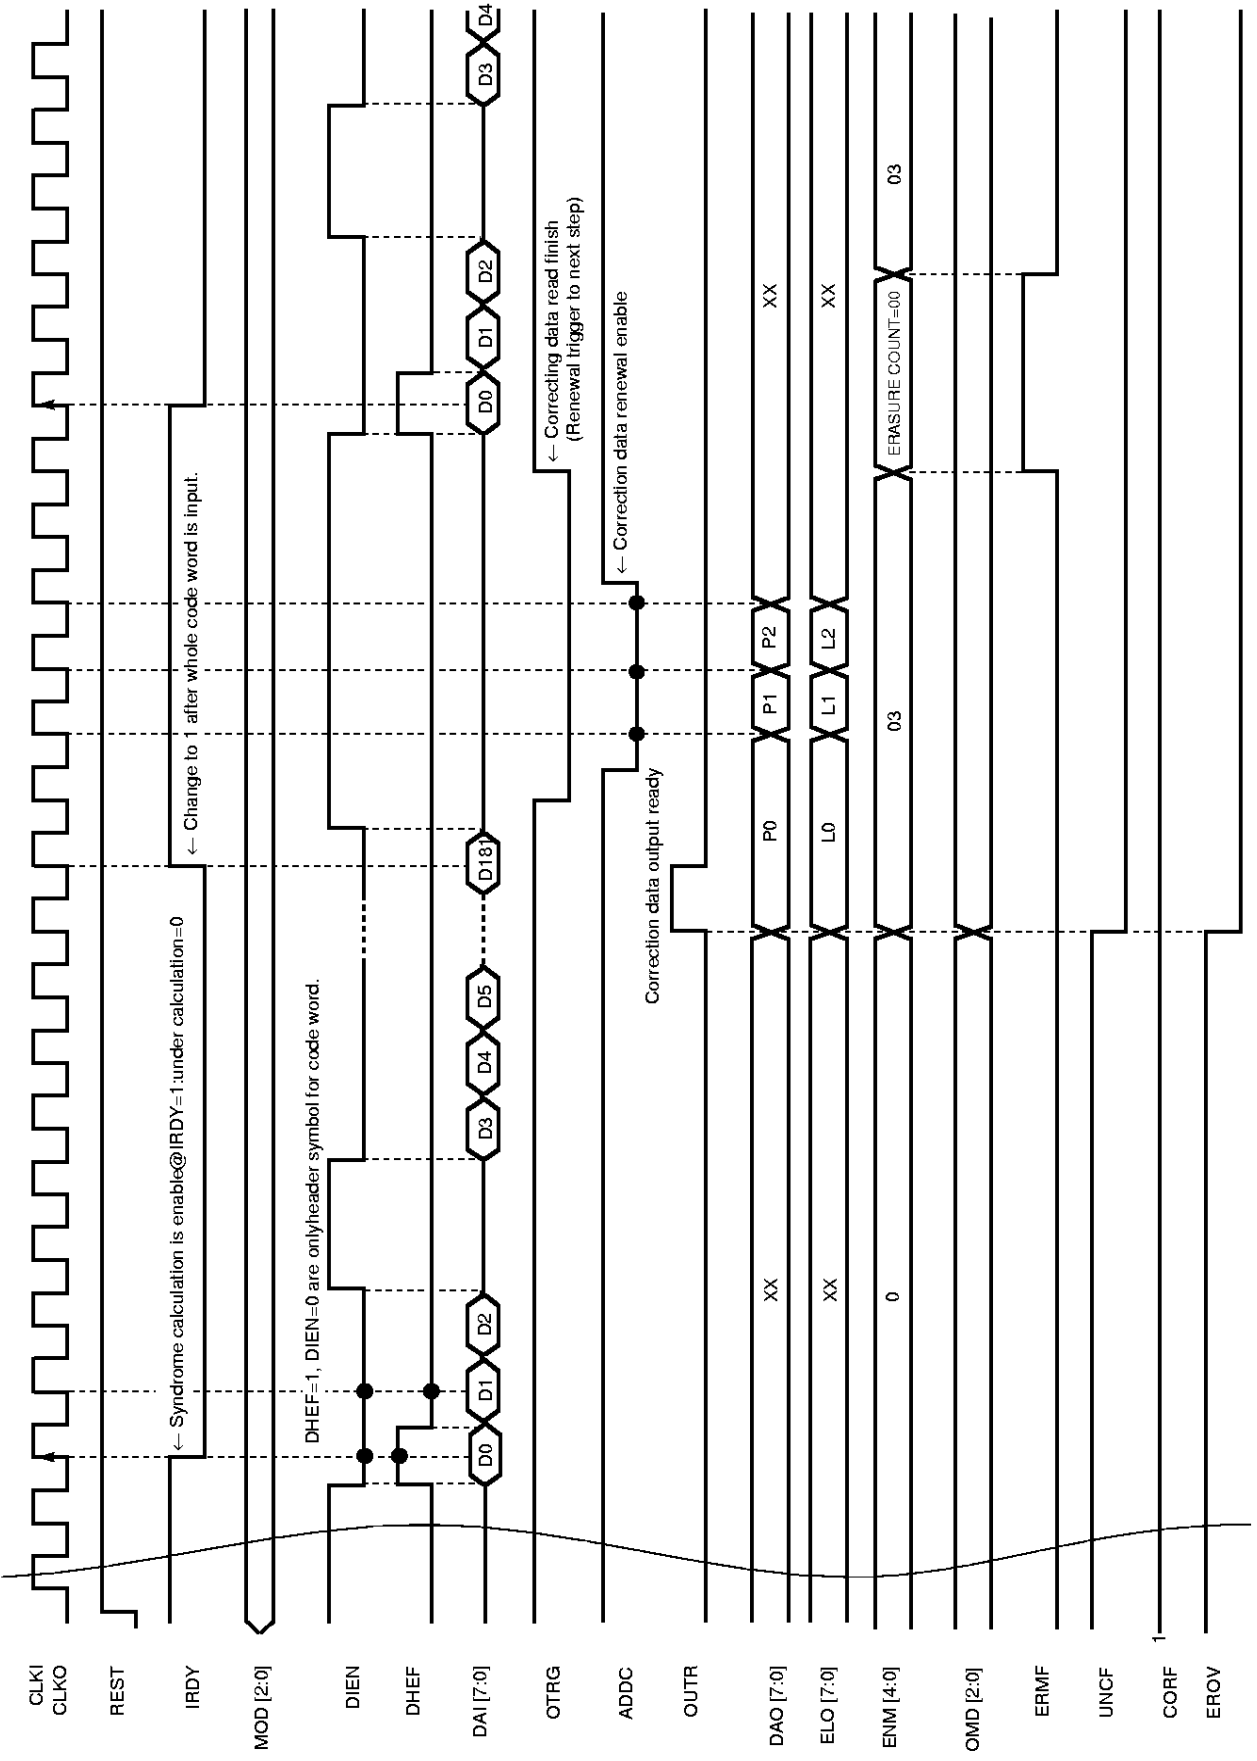 CLKI
CLKO
REST
IRDY
← Syndrome calculation is enable@IRDY=1:under calculation=0
← Change to 1 after whole code word is input.
MOD [2:0]
DIEN
DHEF=1, DIEN=0 are onlyheader symbol for code word.
DHEF
DAI [7:0]
D0
D1
D2
D3
D4
D5
D181
D0
D1
D2
D3
D4
OTRG
← Correcting data read finish
(Renewal trigger to next step)
ADDC
← Correction data renewal enable
OUTR
Correction data output ready
DAO [7:0]
XX
P0
P1
P2
XX
ELO [7:0]
XX
L0
L1
L2
XX
ENM [4:0]
0
03
ERASURE COUNT=00
03
OMD [2:0]
ERMF
UNCF
CORF
1
EROV